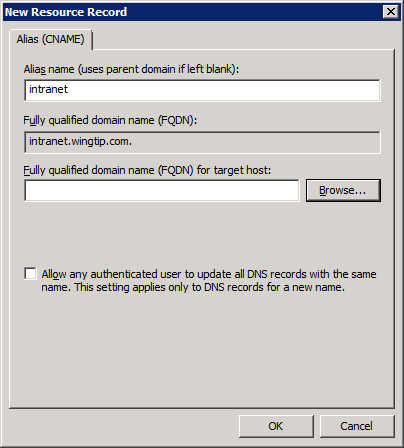 New Resource Record
Alias (CNAME)
Alias name (uses parent domain if left blank):
intranet
Fully qualified domain name (FQDN):
intranet.wingtip.com.
Fully qualified domain name (FQDN) for target host:
Browse...
Allow any authenticated user to update all DNS records with the same
name. This setting applies only to DNS records for a new name.
OK
Cancel